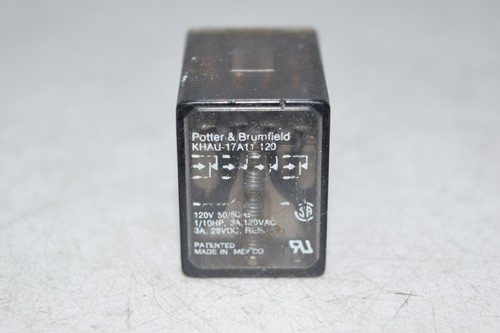 Potter & Brumfield
KHAU-17A11-120
120V 50/60
1/10HP, 3A, 120VAC
3A, 28VDC, RES.
PATENTED
MADE IN MEXICO